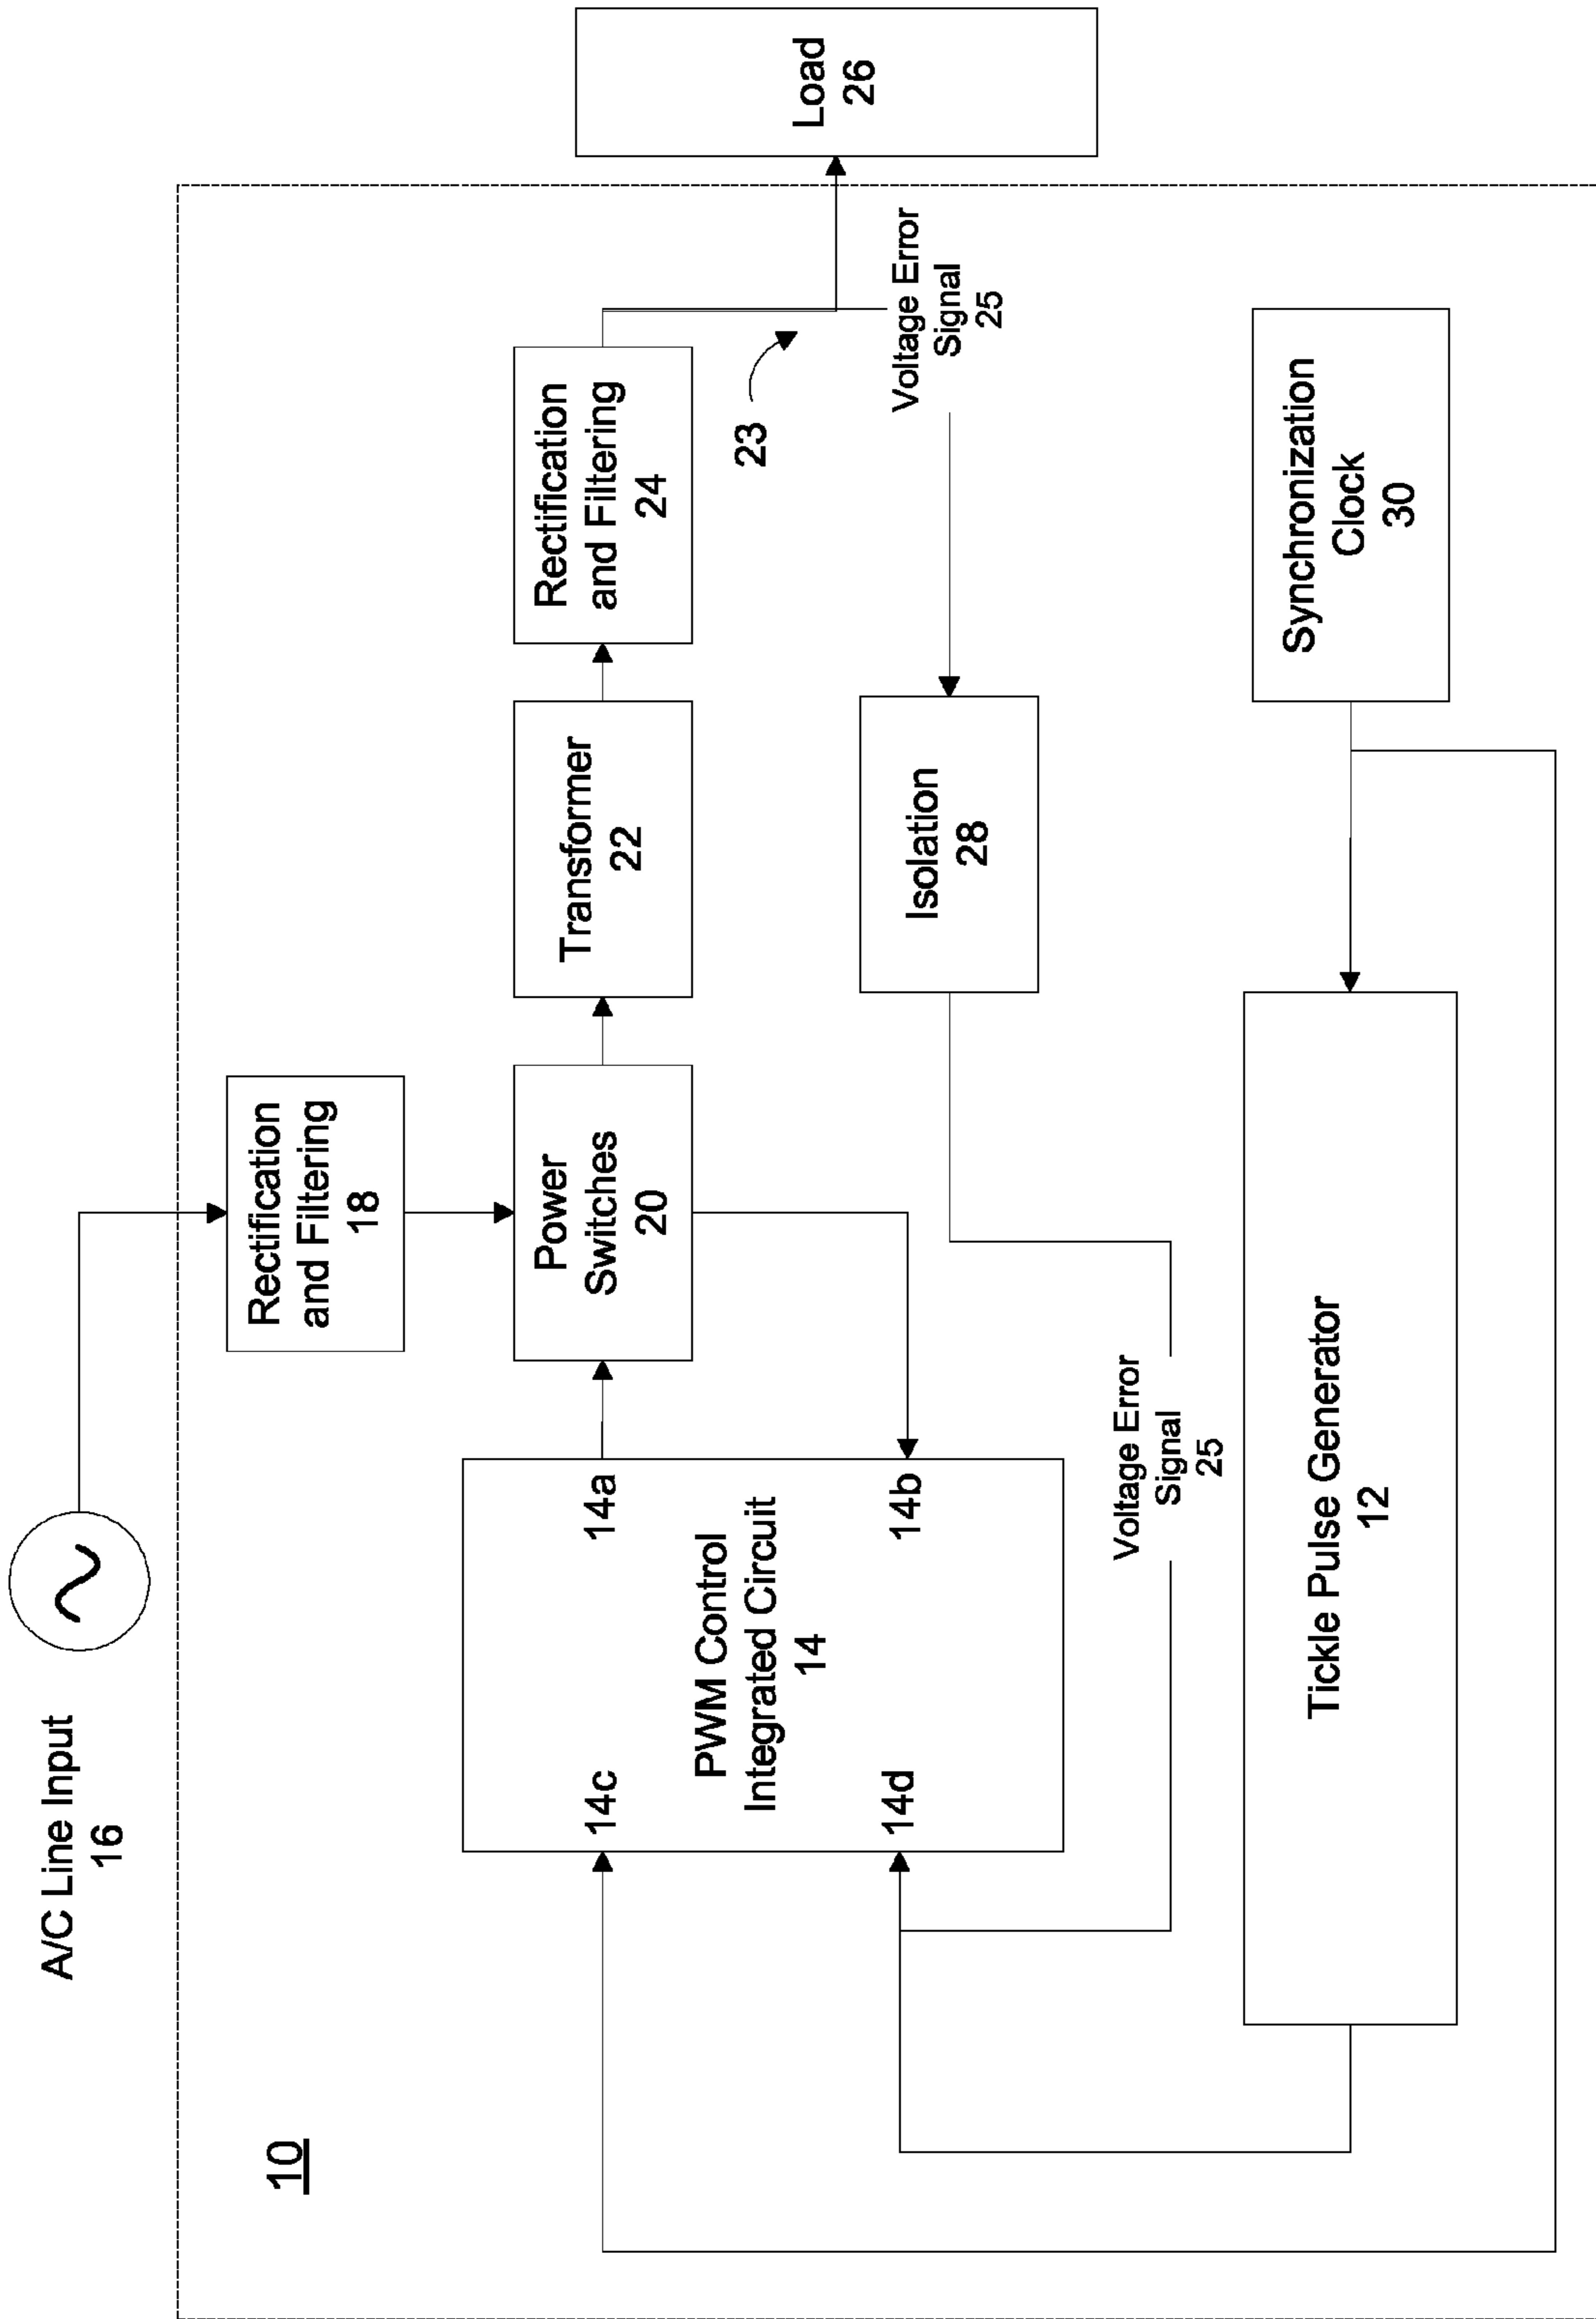 10
A/C Line Input
16
Rectification
and Filtering
18
14c
14a
PWM Control
Integrated Circuit
14
14d
14b
Power
Switches
20
Transformer
22
Rectification
and Filtering
24
23
Load
26
Voltage Error
Signal
25
Isolation
28
Voltage Error
Signal
25
Tickle Pulse Generator
12
Synchronization
Clock
30